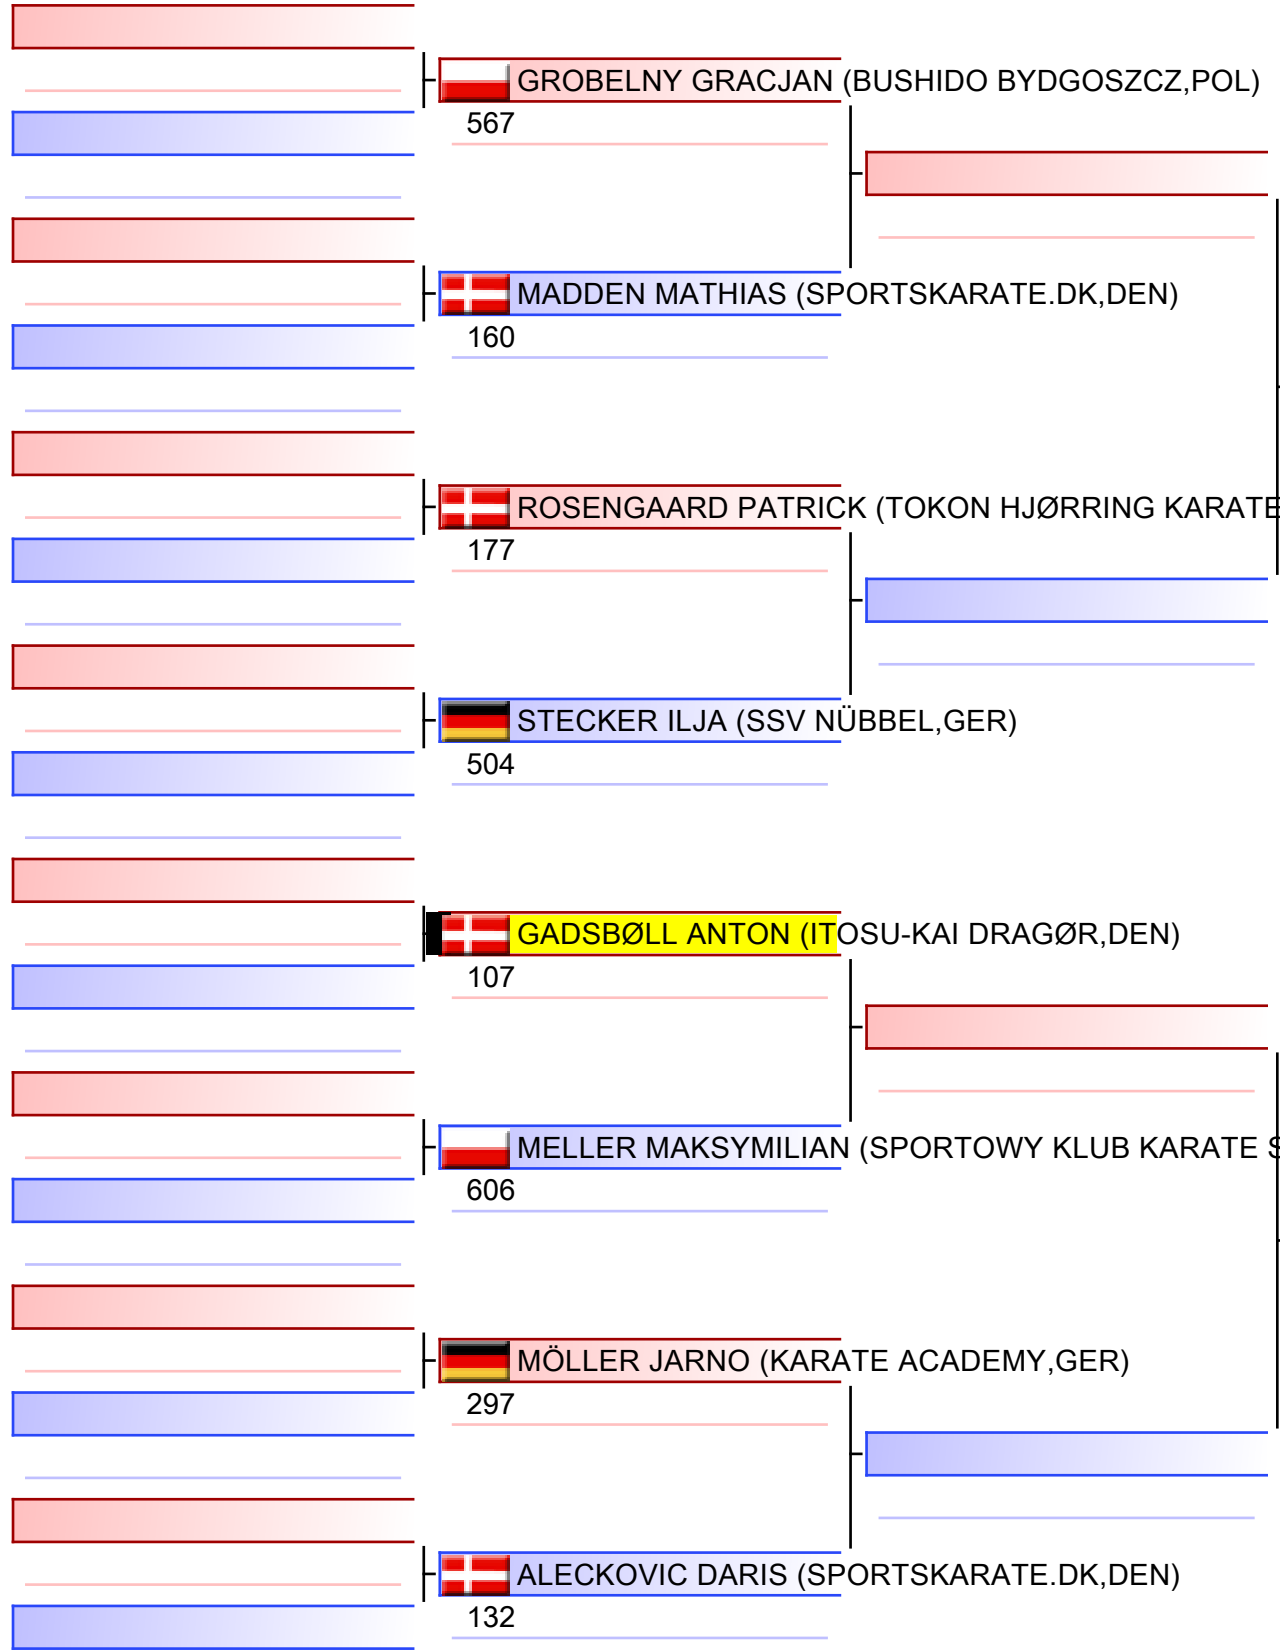 GROBELNY GRACJAN (BUSHIDO BYDGOSZCZ,POL)
567
MADDEN MATHIAS (SPORTSKARATE.DK,DEN)
160
ROSENGAARD PATRICK (TOKON HJØRRING KARATE
177
STECKER ILJA (SSV NÜBBEL,GER)
504
GADSBØLL ANTON (ITOSU-KAI DRAGØR,DEN)
107
MELLER MAKSYMILIAN (SPORTOWY KLUB KARATE
606
MÖLLER JARNO (KARATE ACADEMY,GER)
297
ALECKOVIC DARIS (SPORTSKARATE.DK,DEN)
132